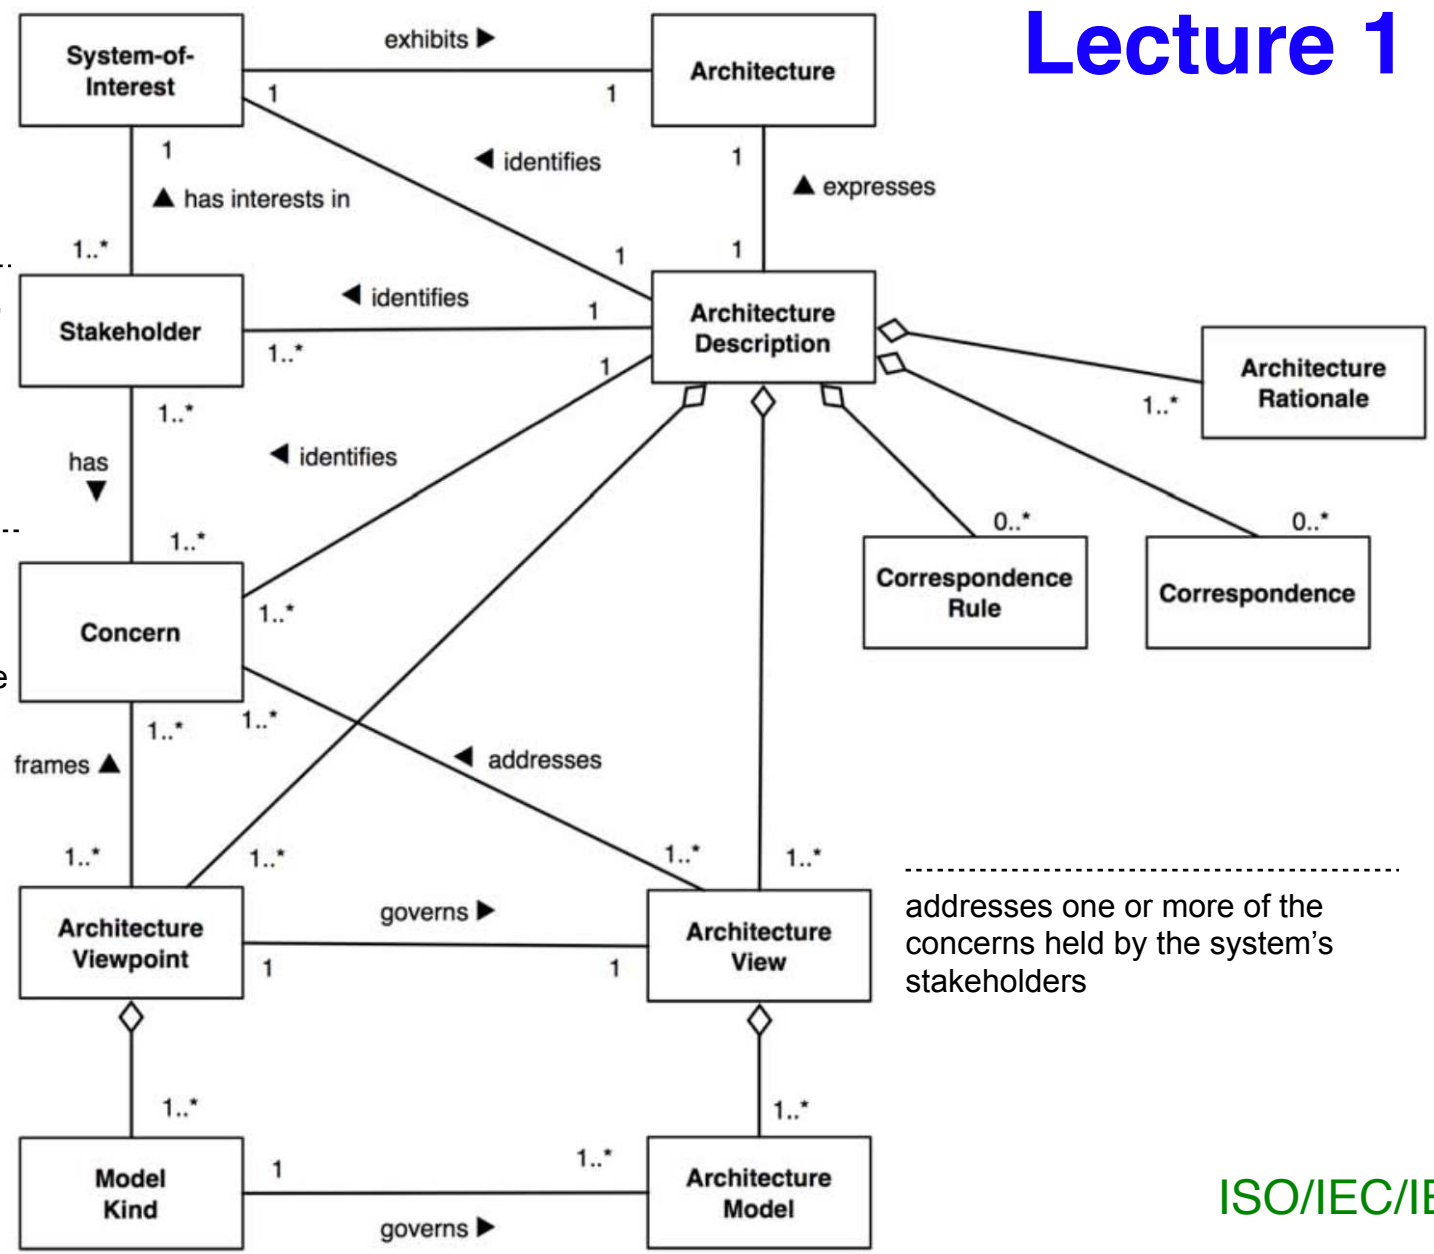 Lecture 1
System-of-
Interest
exhibits ▶
Architecture
1
1
1
◀ identifies
1
▲ expresses
▲ has interests in
1..*
1
1
Stakeholder
◀ identifies
1
1..*
Architecture
Description
1
Architecture
Rationale
1..*
1..*
has
▼
◀ identifies
1..*
0..*
0..*
Correspondence
Rule
Correspondence
1..*
Concern
e
1..*
1..*
frames ▲
◀ addresses
1..*
1..*
1..*
1..*
Architecture
Viewpoint
governs ▶
1
1
Architecture
View
addresses one or more of the
concerns held by the system's
stakeholders
1..*
1..*
Model
Kind
1
1..*
governs ▶
Architecture
Model
ISO/IEC/IE